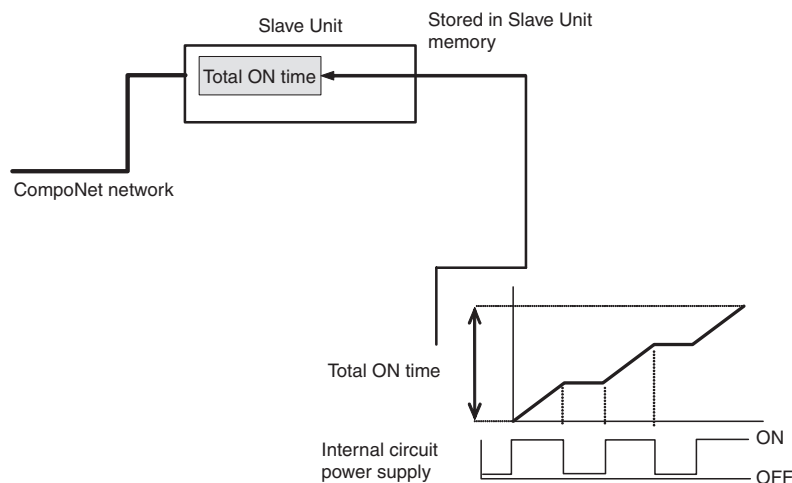 Slave Unit
Stored in Slave Unit
memory
Total ON time
CompoNet network
Total ON time
Internal circuit
power supply
ON
OFF